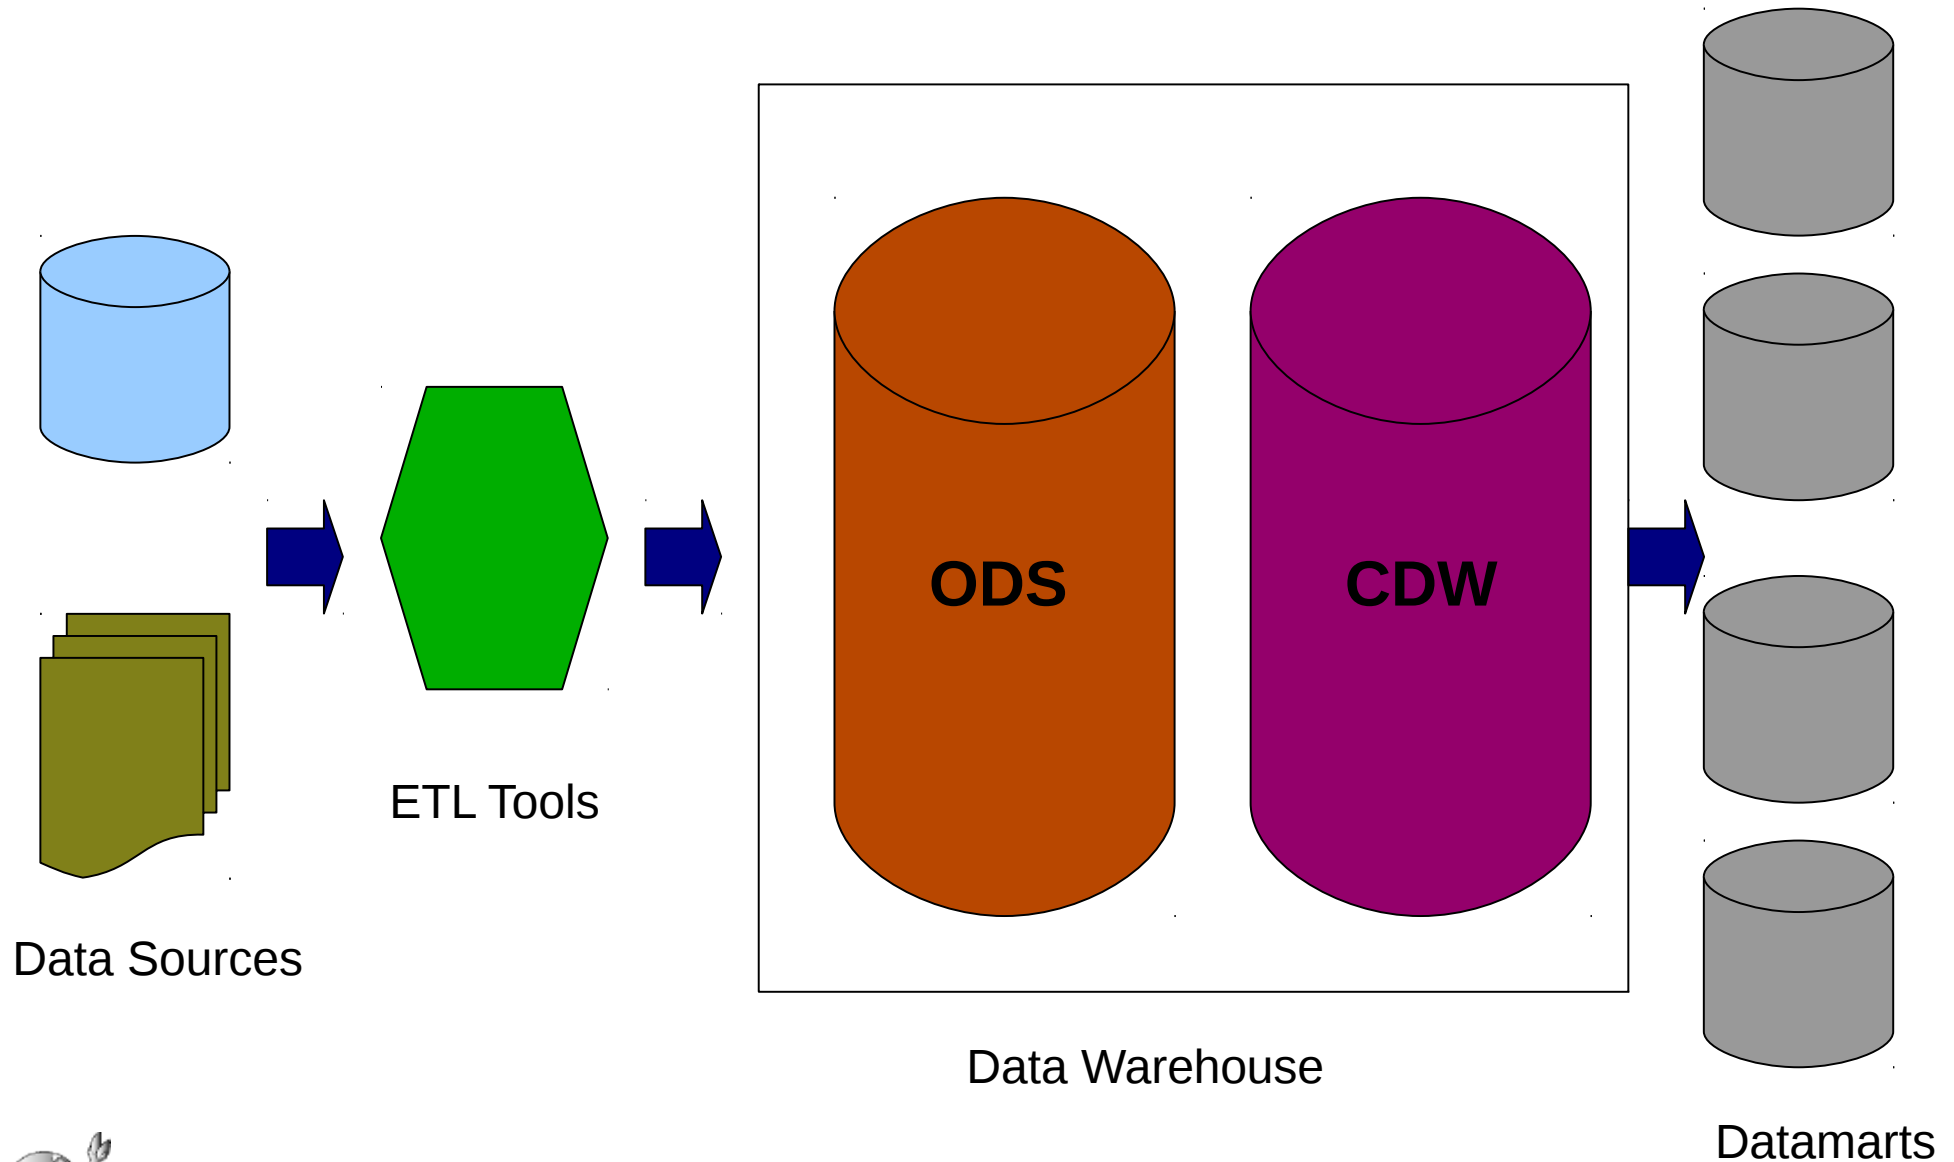 ODS
CDW
ETL Tools
Data Sources
Data Warehouse
Datamarts